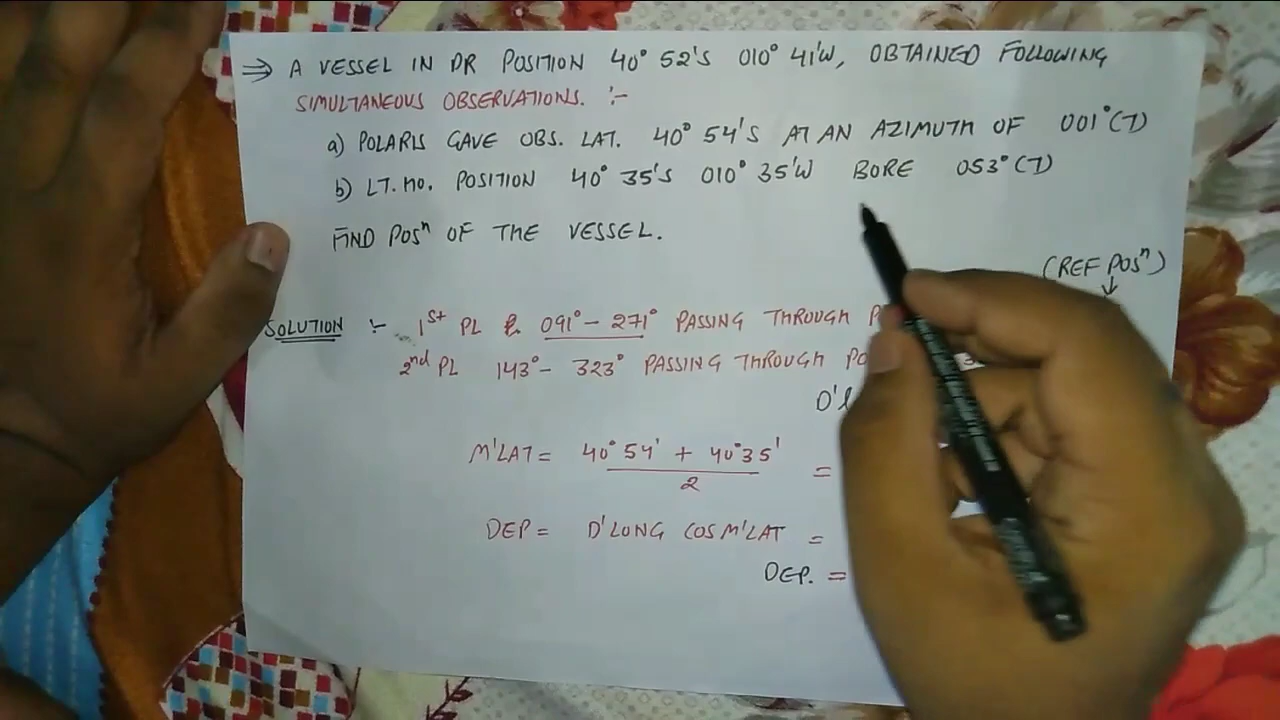 ⇒ A VESSEL IN DR POSITION 40° 52'S 010° 41'W, OBTAINED FOLLOWING
SIMULTANEOUS OBSERVATIONS. :-
a) POLARIS GAVE OBS. LAT. 40° 54'S AT AN AZIMUTH OF 001°(T)
b) LT. HO. POSITION 40° 35'S 010° 35'W BORE 053°(T)
FIND POSⁿ OF THE VESSEL.
(REF POSⁿ)
↓
SOLUTION :- 1st PL 091° - 271° PASSING THROUGH
2nd PL 143° - 323° PASSING THROUGH
M'LAT = 40° 54' + 40° 35' =
2
DEP = D'LONG COS M'LAT =
DEP. =